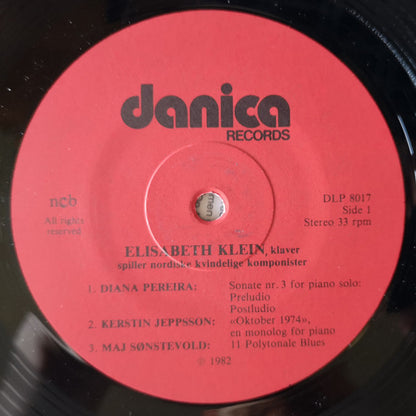 danica
RECORDS
ncb
All rights
reserved
DLP 8017
Side 1
Stereo 33 rpm
men
ELISABETH KLEIN, klaver
spiller nordiske kvindelige komponister
1. DIANA PEREIRA: Sonate nr. 3 for piano solo:
Preludio
Postludio
2. KERSTIN JEPPSSON: «Oktober 1974»,
en monolog för piano
3. MAJ SØNSTEVOLD: 11 Polytonale Blues
℗ 1982